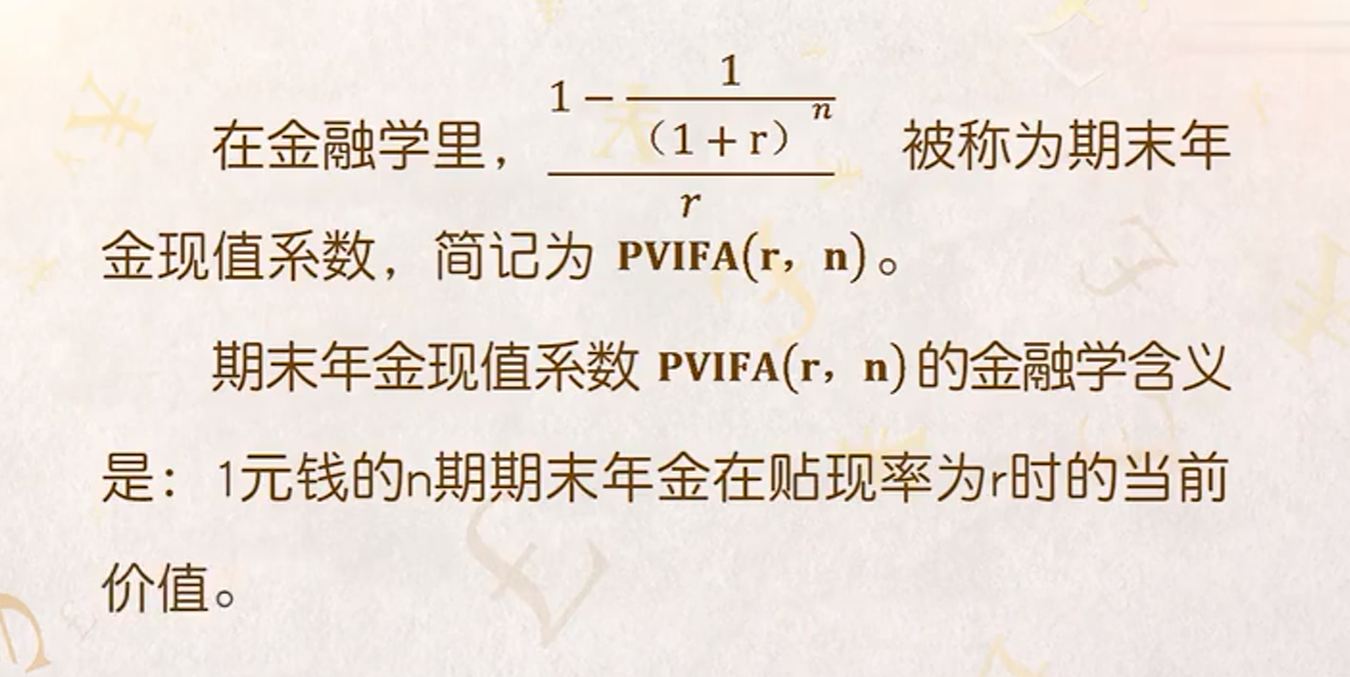 在金融学里，$\frac{1-\frac{1}{（1+r）^n}}{r}$ 被称为期末年
金现值系数，简记为 PVIFA(r，n)。
期末年金现值系数 PVIFA(r，n)的金融学含义
是：1元钱的n期期末年金在贴现率为r时的当前
价值。